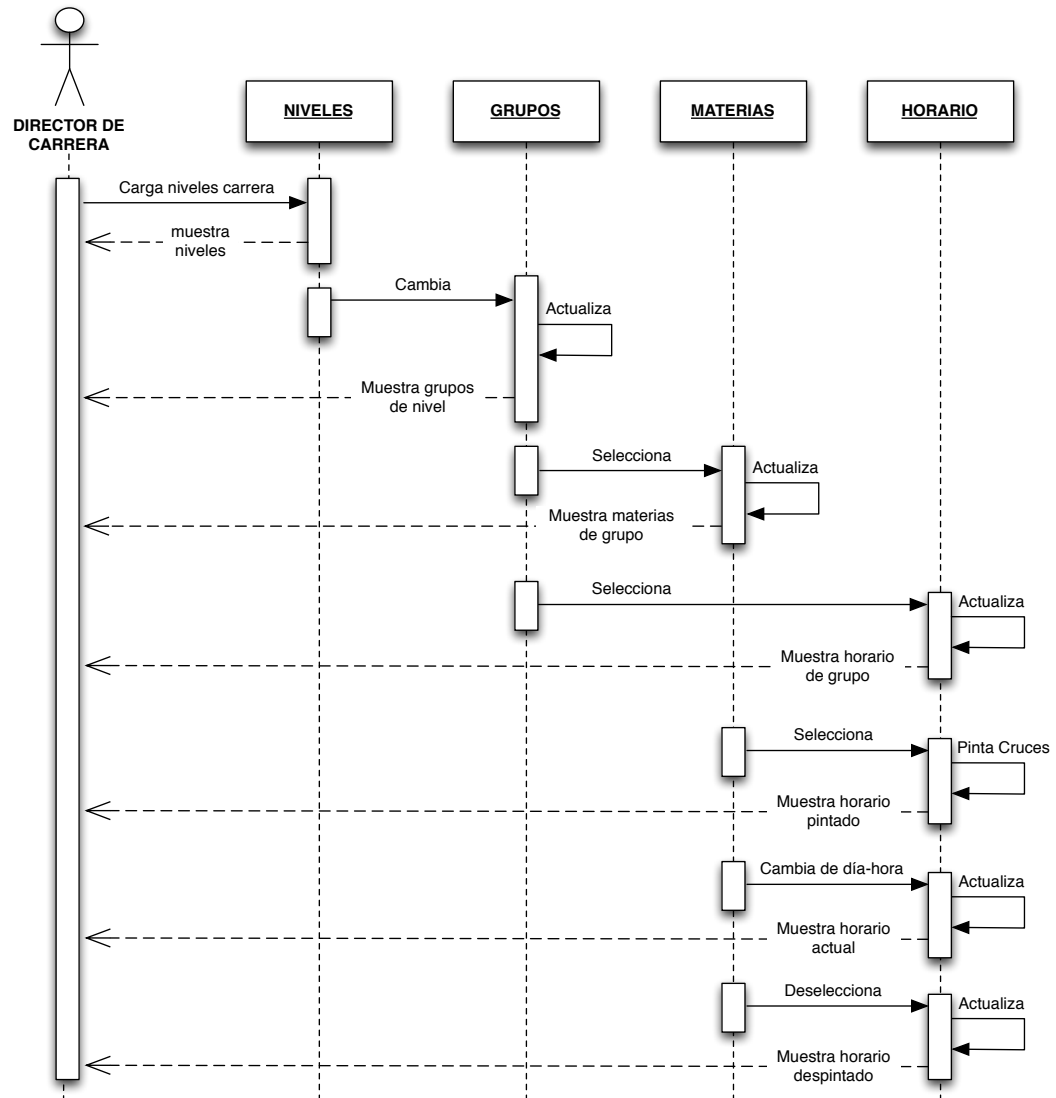 DIRECTOR DE
CARRERA
NIVELES
GRUPOS
MATERIAS
HORARIO
Carga niveles carrera
muestra
niveles
Cambia
Actualiza
Muestra grupos
de nivel
Selecciona
Actualiza
Muestra materias
de grupo
Selecciona
Actualiza
Muestra horario
de grupo
Selecciona
Pinta Cruces
Muestra horario
pintado
Cambia de día-hora
Actualiza
Muestra horario
actual
Deselecciona
Actualiza
Muestra horario
despintado